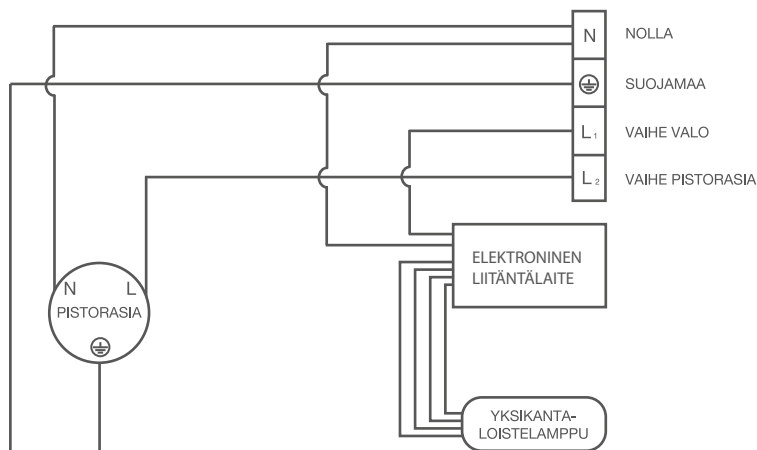 N NOLLA
SUOJAMAA
L1 VAIHE VALO
L2 VAIHE PISTORASIA
ELEKTRONINEN
LIITÄNTÄLAITE
N L
PISTORASIA
YKSIKANTA-
LOISTELAMPPU